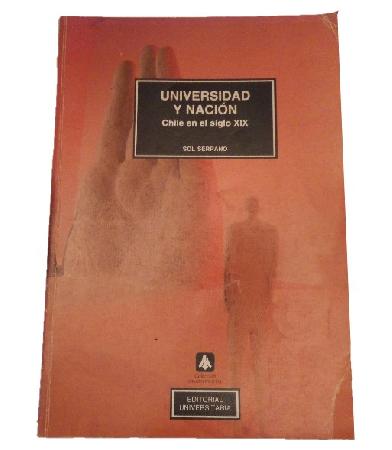 UNIVERSIDAD
Y NACIÓN
Chile en el siglo XIX
SOL SERRANO
EDITORIAL
UNIVERSITARIA